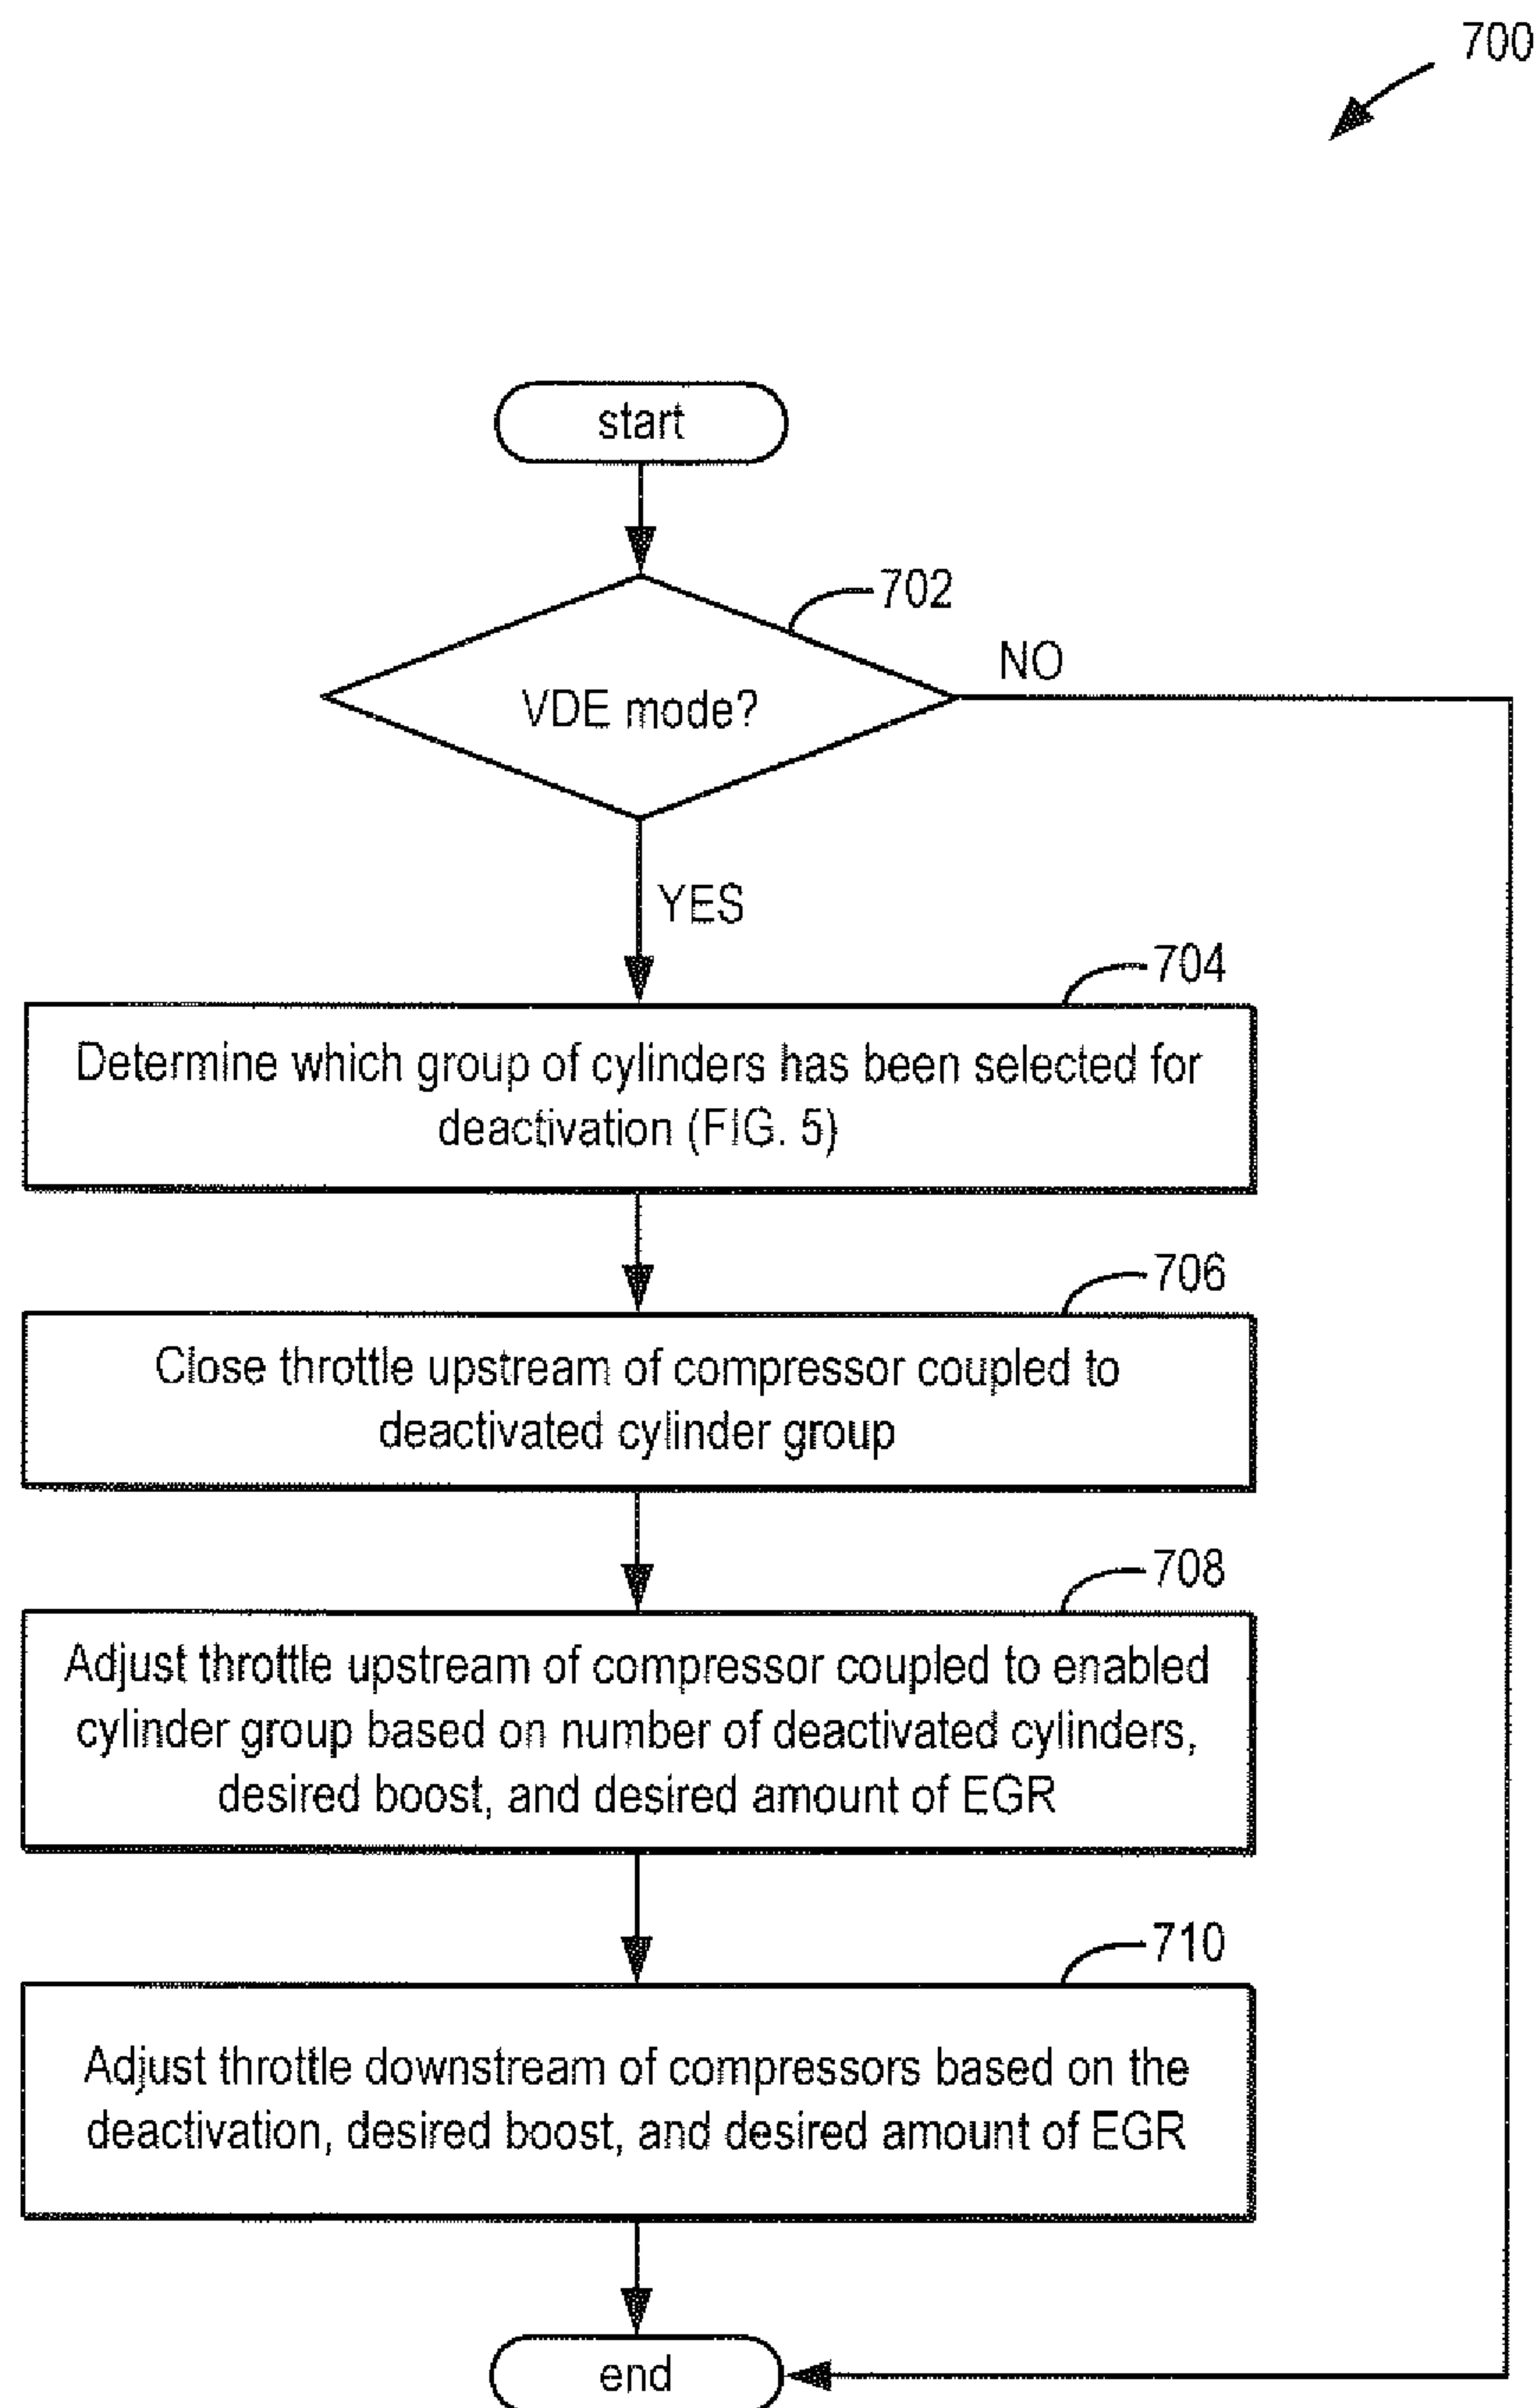 700
start
702
VDE mode?
NO
YES
704
Determine which group of cylinders has been selected for
deactivation (FIG. 5)
706
Close throttle upstream of compressor coupled to
deactivated cylinder group
708
Adjust throttle upstream of compressor coupled to enabled
cylinder group based on number of deactivated cylinders,
desired boost, and desired amount of EGR
710
Adjust throttle downstream of compressors based on the
deactivation, desired boost, and desired amount of EGR
end